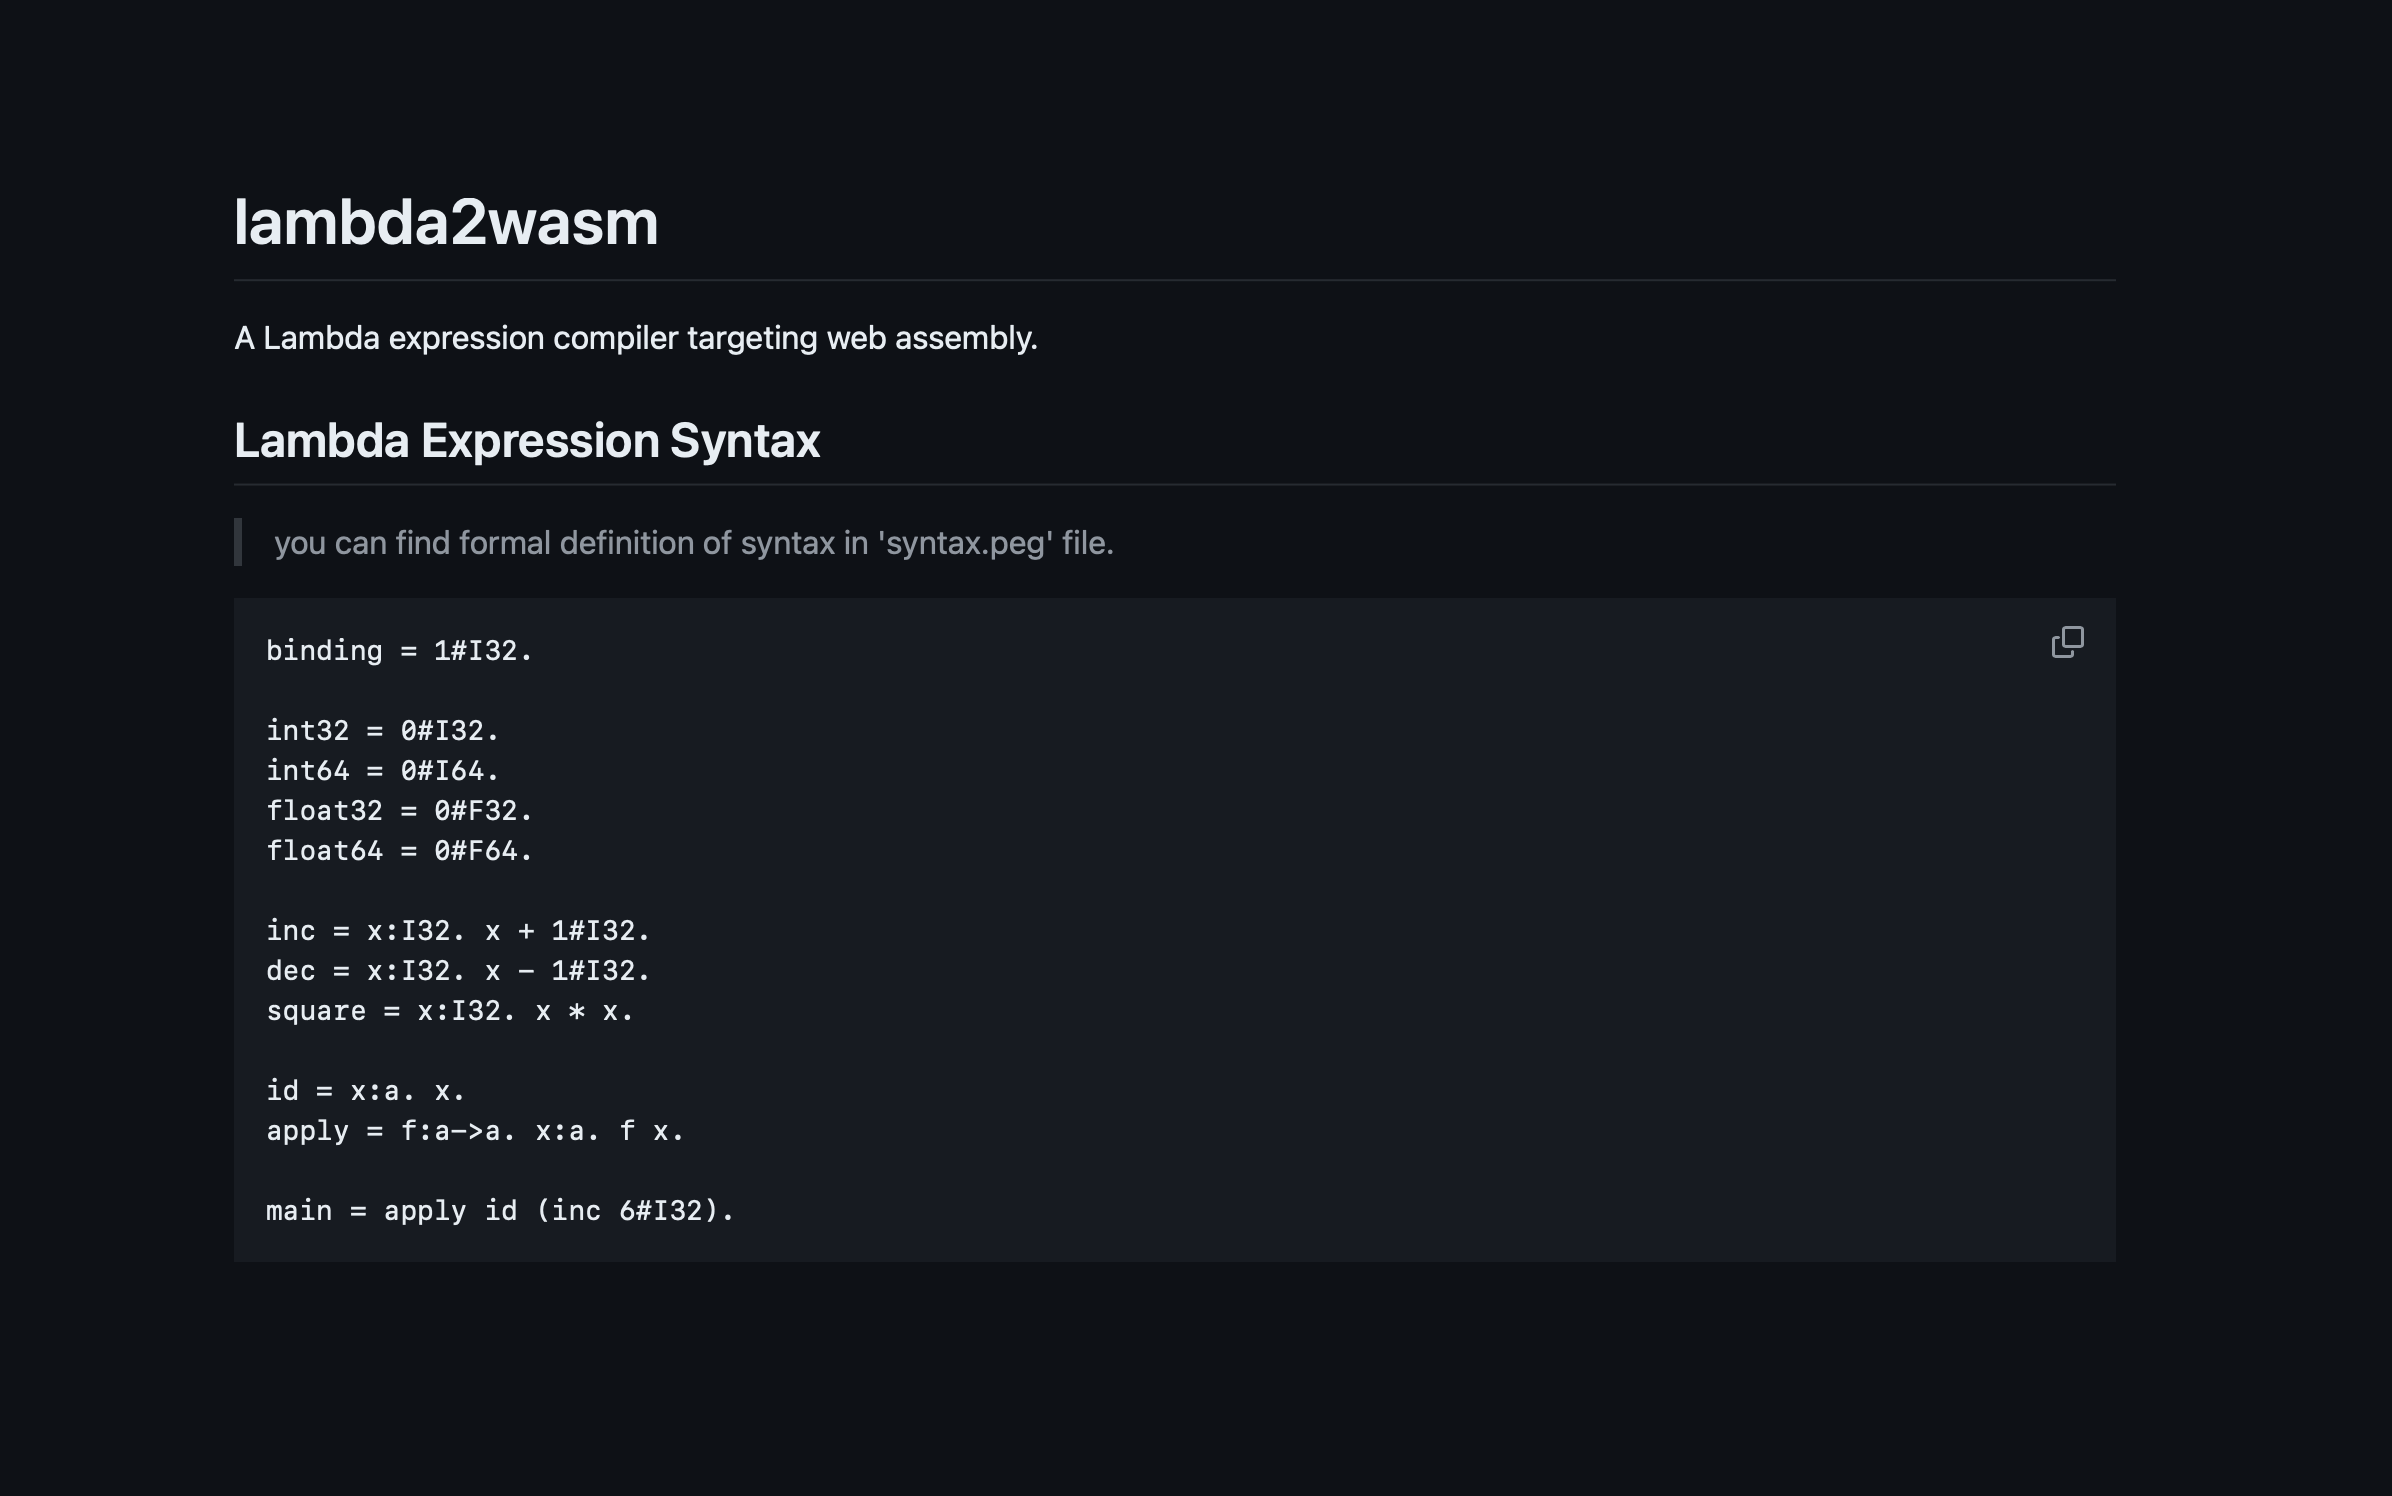 lambda2wasm
A Lambda expression compiler targeting web assembly.
Lambda Expression Syntax
you can find formal definition of syntax in 'syntax.peg' file.
binding = 1#I32.
int32 = 0#I32.
int64 = 0#I64.
float32 = 0#F32.
float64 = 0#F64.
inc = x:I32. x + 1#I32.
dec = x:I32. x - 1#I32.
square = x:I32. x * x.
id = x:a. x.
apply = f:a->a. x:a. f x.
main = apply id (inc 6#I32).